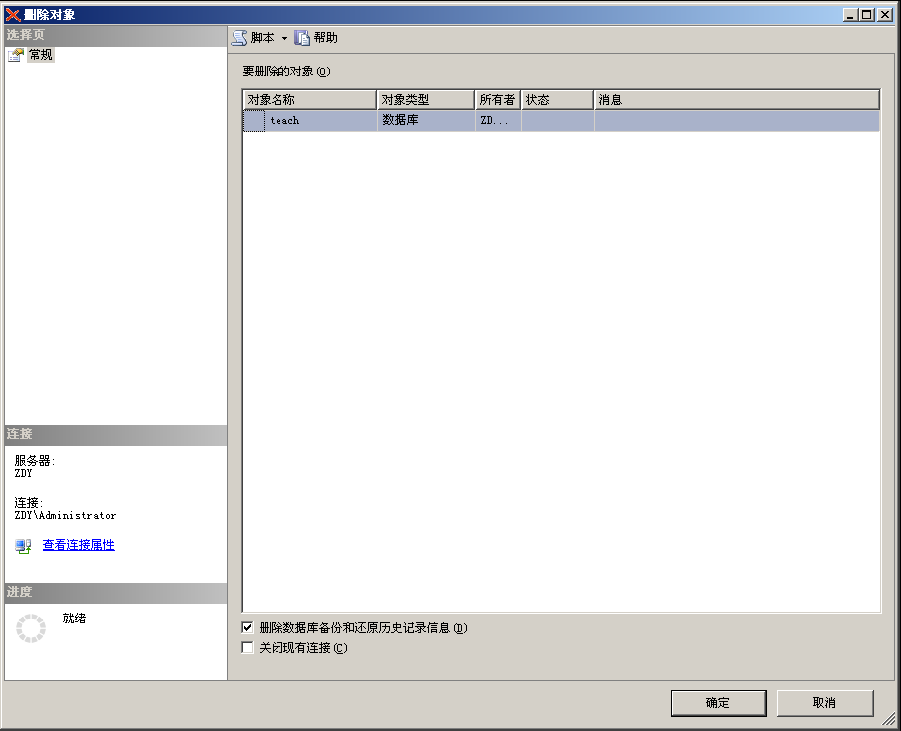 删除对象
选择页
常规
脚本 帮助
要删除的对象(O)
对象名称 对象类型 所有者 状态 消息
teach 数据库 ZD...
连接
服务器:
ZDY
连接:
ZDY\Administrator
查看连接属性
进度
就绪
删除数据库备份和还原历史记录信息(D)
关闭现有连接(C)
确定 取消